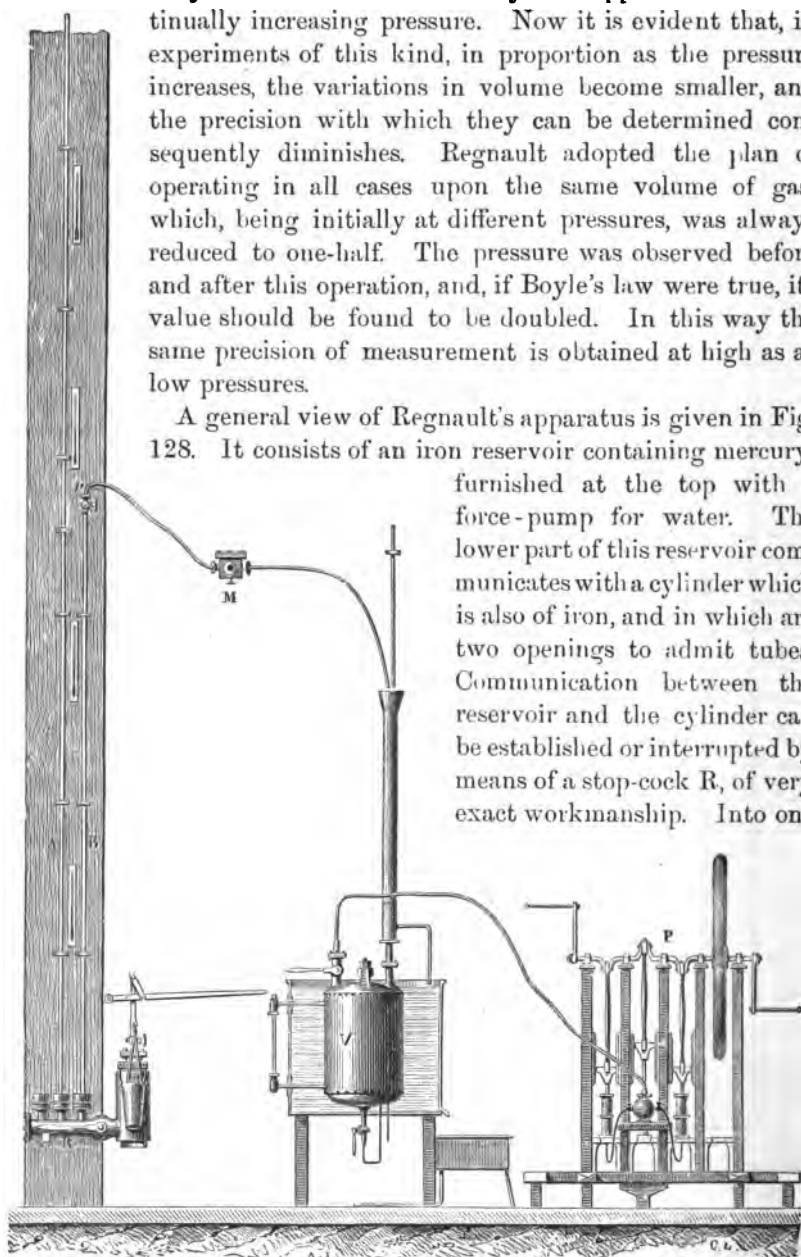 tinually increasing pressure. Now it is evident that, i
experiments of this kind, in proportion as the pressur
increases, the variations in volume become smaller, an
the precision with which they can be determined con
sequently diminishes. Regnault adopted the plan o
operating in all cases upon the same volume of gas
which, being initially at different pressures, was alway
reduced to one-half. The pressure was observed befor
and after this operation, and, if Boyle's law were true, it
value should be found to be doubled. In this way th
same precision of measurement is obtained at high as a
low pressures.
A general view of Regnault's apparatus is given in Fig
128. It consists of an iron reservoir containing mercury
furnished at the top with
force-pump for water. Th
lower part of this reservoir com
municates with a cylinder whic
is also of iron, and in which ar
two openings to admit tube
Communication between th
reservoir and the cylinder ca
be established or interrupted b
means of a stop-cock R, of very
exact workmanship. Into on
M
B
P
V